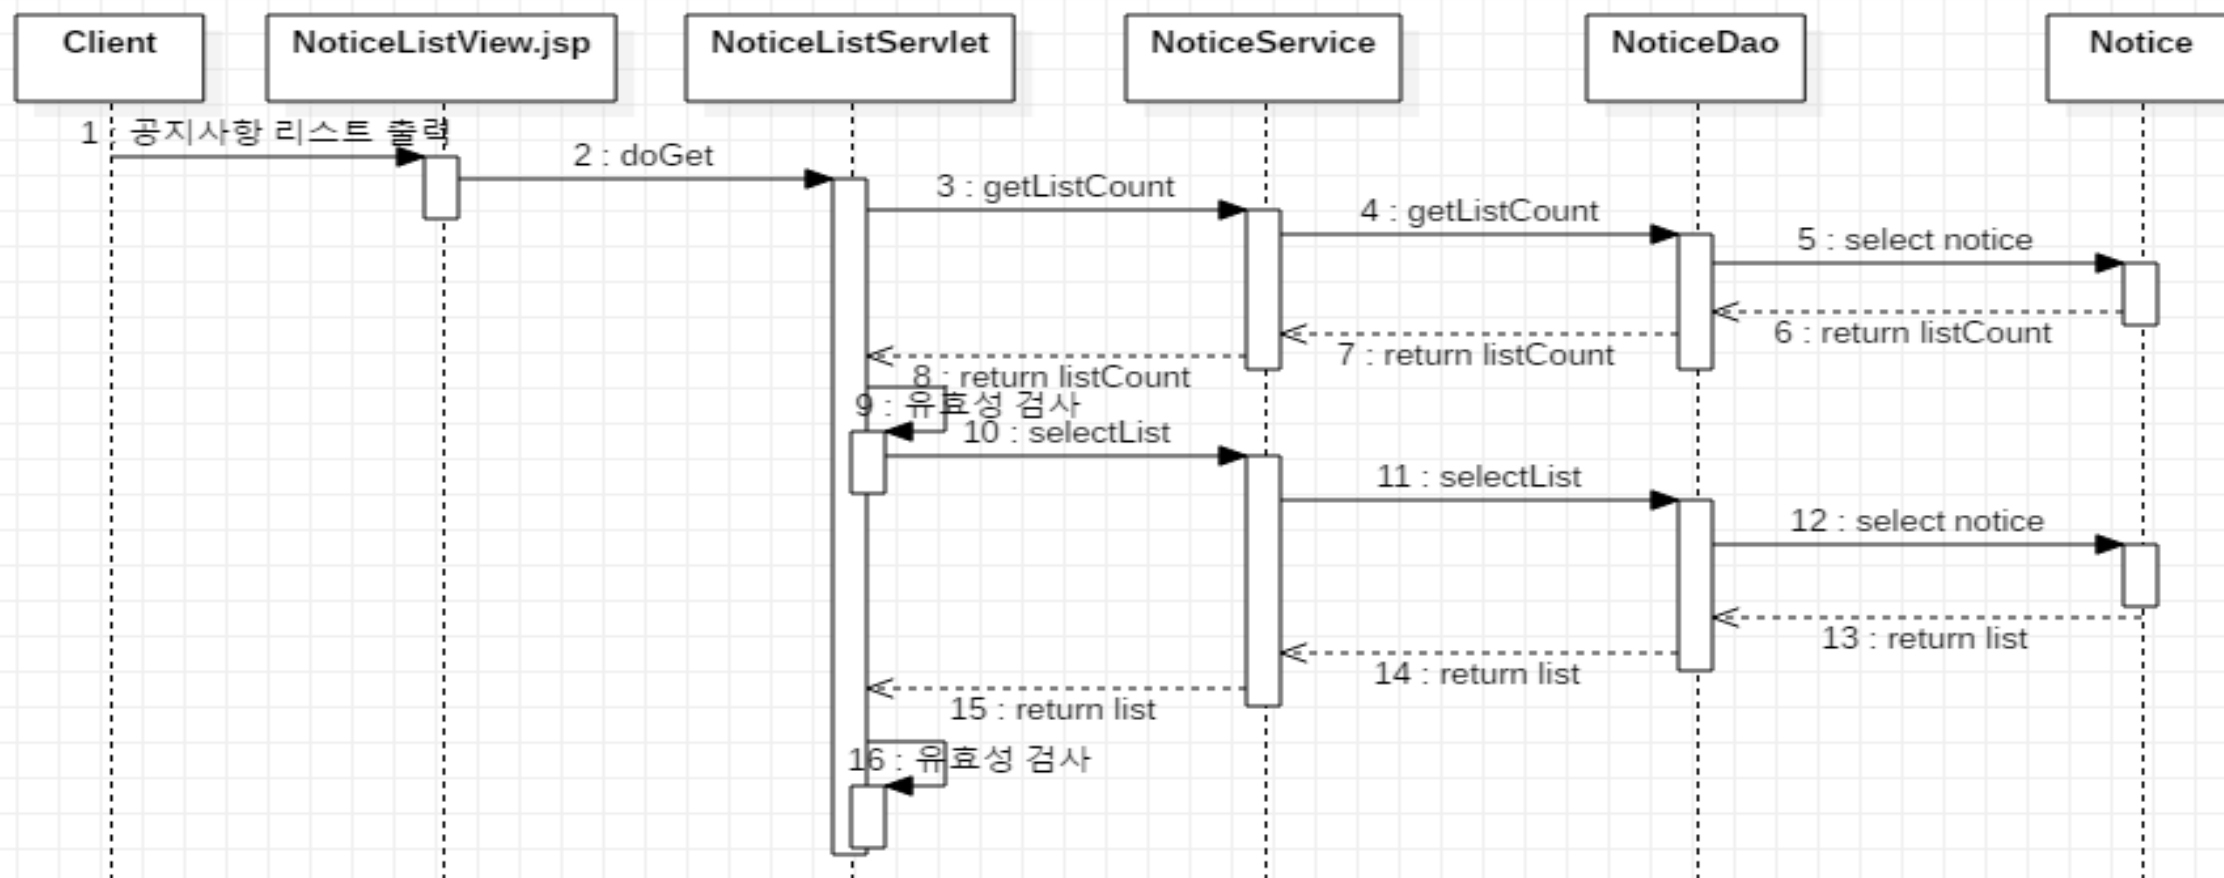 Client
NoticeListView.jsp
NoticeListServlet
NoticeService
NoticeDao
Notice
1 : 공지사항 리스트 출력
2 : doGet
3 : getListCount
4 : getListCount
5 : select notice
6 : return listCount
7 : return listCount
8 : return listCount
9 : 유효성 검사
10 : selectList
11 : selectList
12 : select notice
13 : return list
14 : return list
15 : return list
16 : 유효성 검사